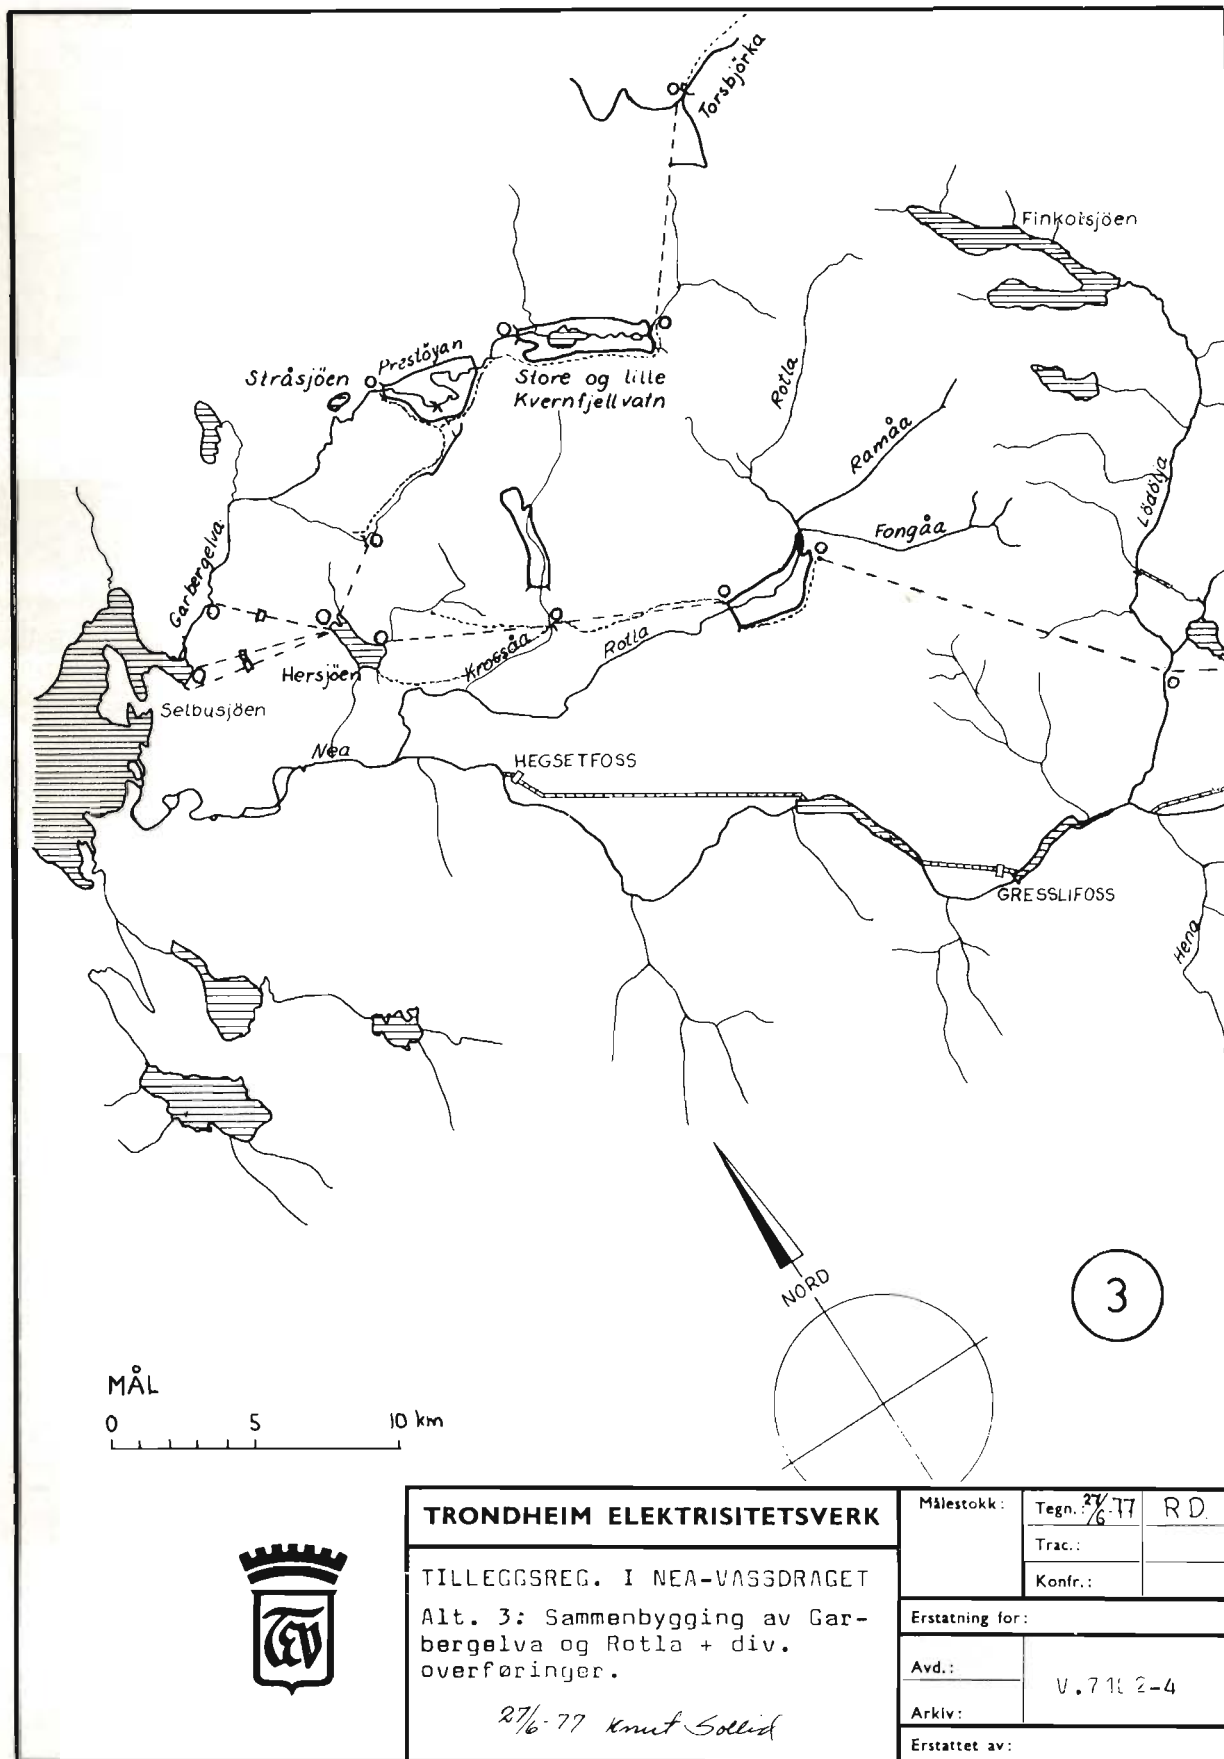 Torsbjörka
Finkoisjöen
Stråsjöen
Prestöyan
Store og lille
Kvernfjellvatn
Rotla
Ramåa
Fongåa
Lödölja
Garbergelva
Hersjöen
Krossåa
Rotla
Selbusjöen
Nea
HEGSETFOSS
GRESSLIFOSS
Hena
NORD
3
MÅL
0 5 10 km
TEV
TRONDHEIM ELEKTRISITETSVERK
TILLEGGSREG. I NEA-VASSDRAGET
Alt. 3: Sammenbygging av Gar-
bergelva og Rotla + div.
overføringer.
27/6-77 Knut Sollid
Målestokk:
Tegn.: 27/6-77 R D.
Trac.:
Konfr.:
Erstatning for:
Avd.:
Arkiv:
Erstattet av: